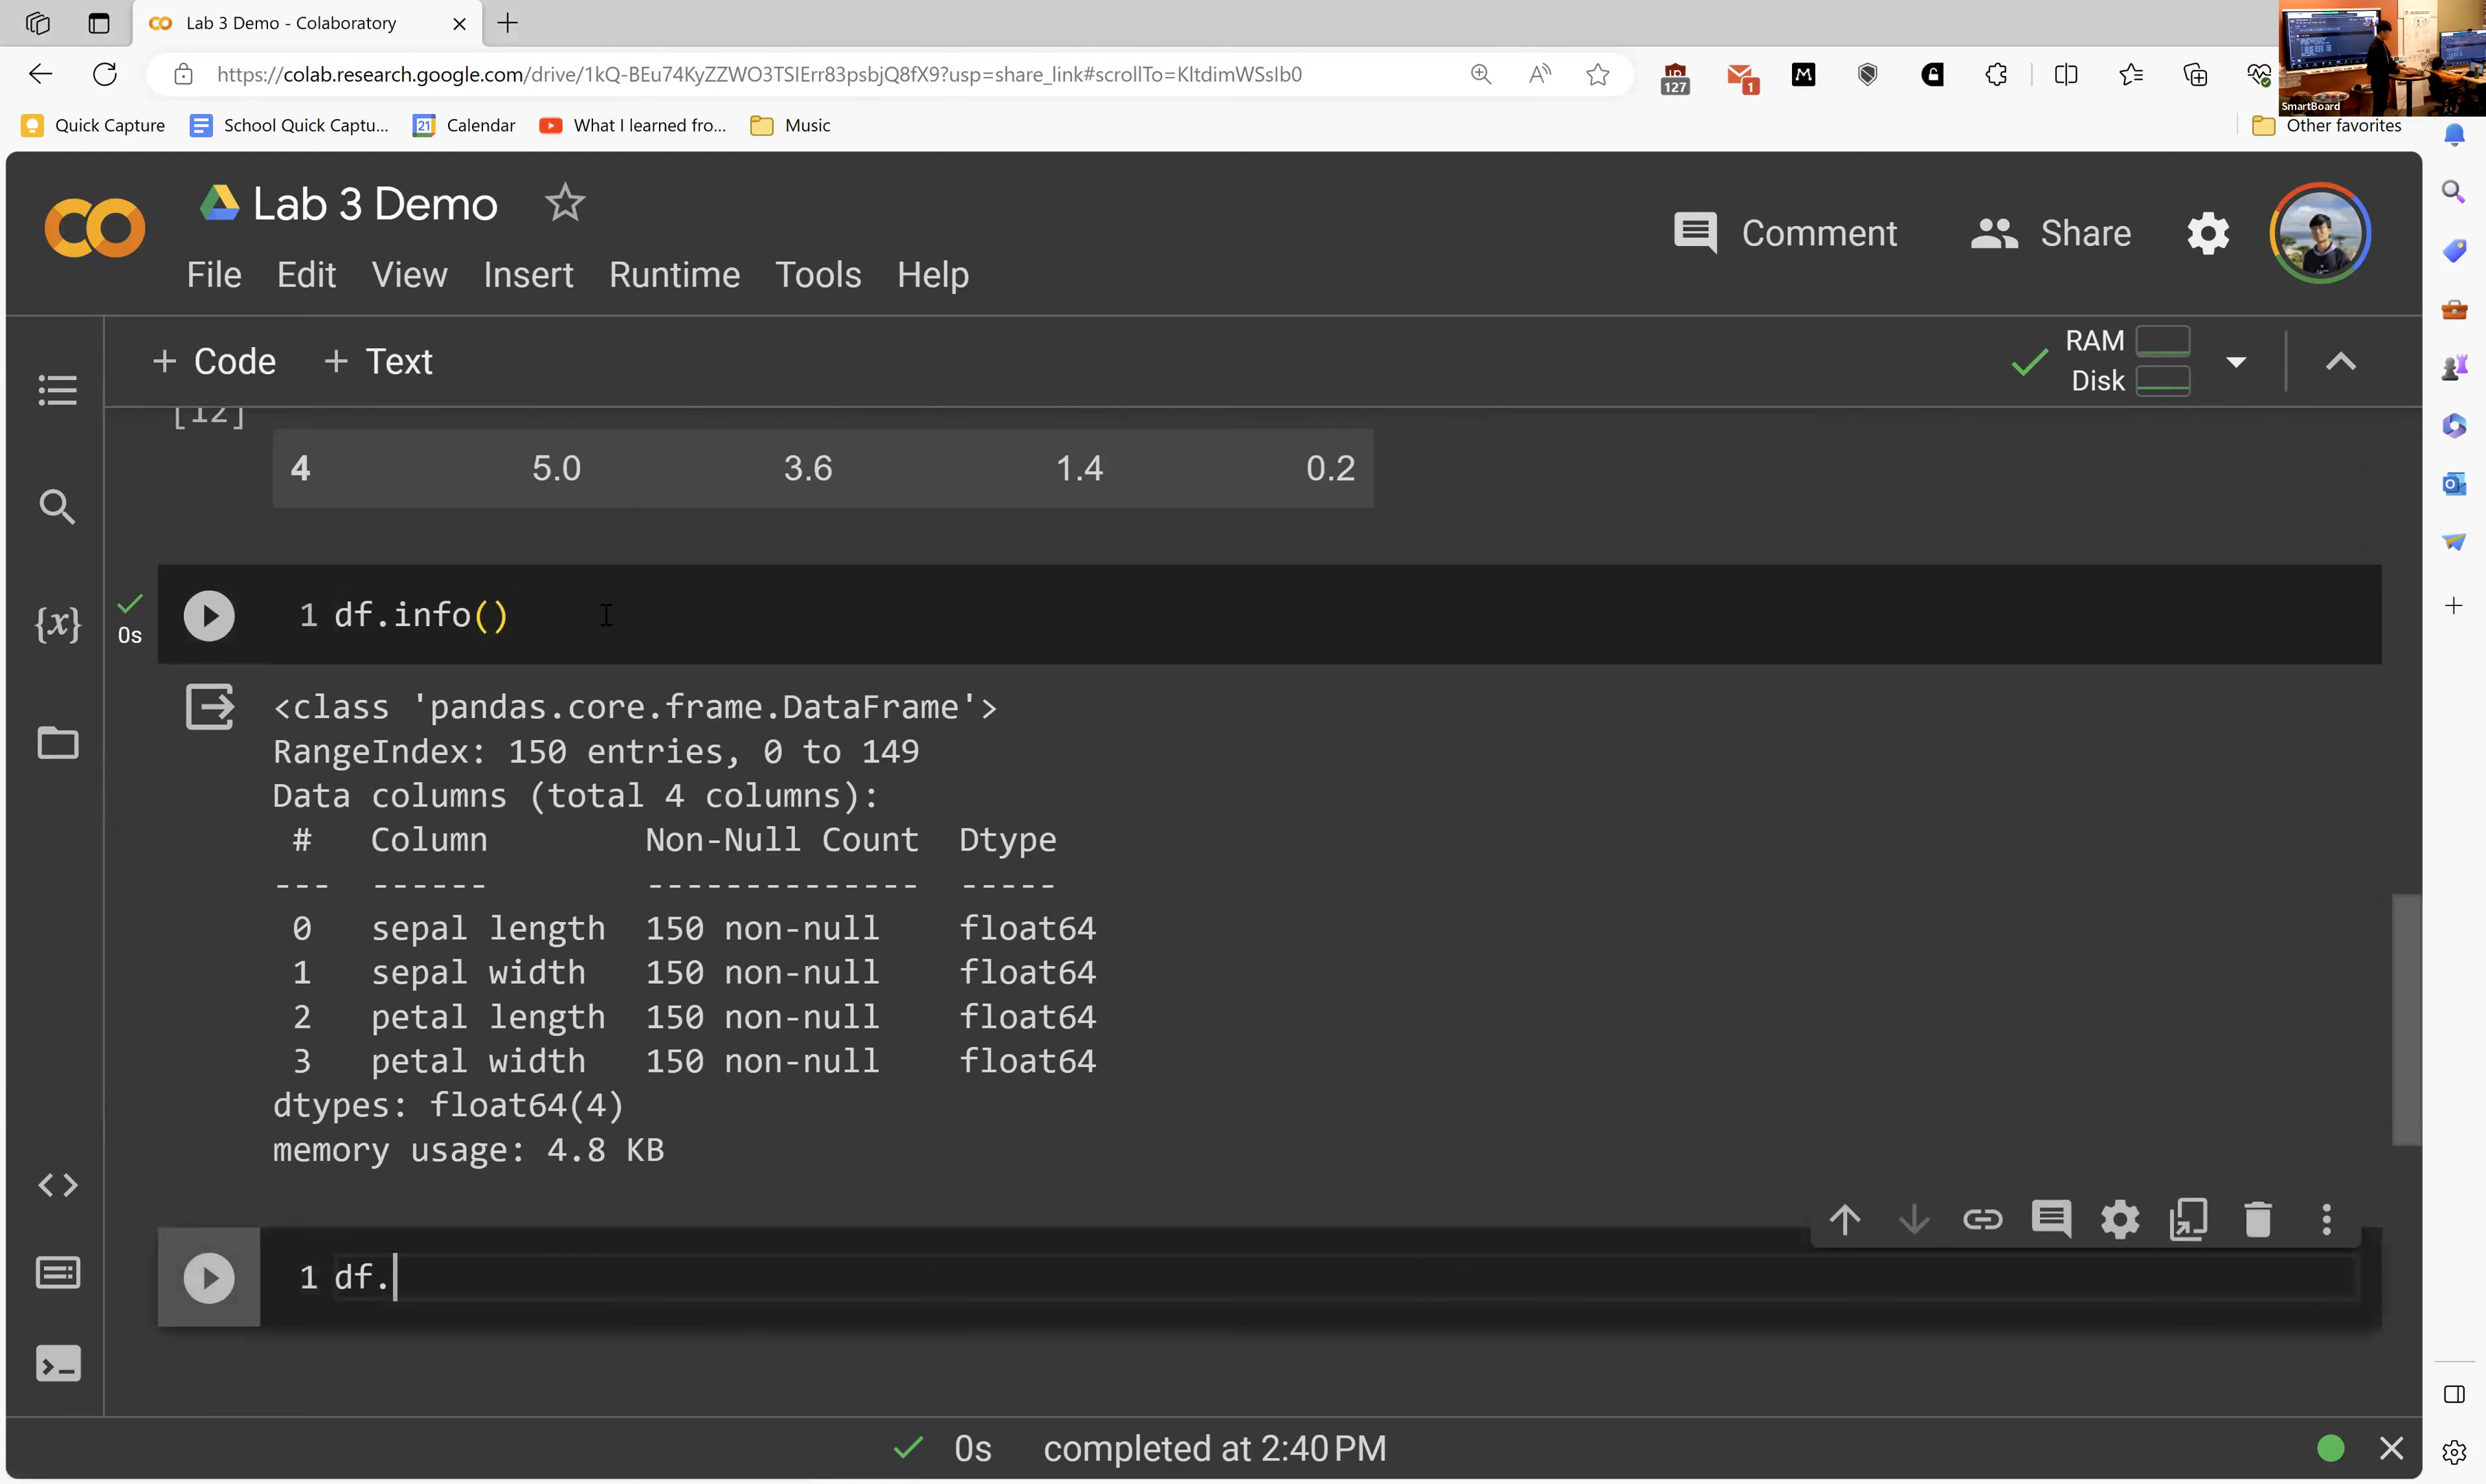 Lab 3 Demo - Colaboratory
https://colab.research.google.com/drive/1kQ-BEu74KyZZWO3TSIErr83psbjQ8fX9?usp=share_link#scrollTo=KltdimWSsIb0
127
1
SmartBoard
Quick Capture
School Quick Captu...
21
Calendar
What I learned fro...
Music
Other favorites
Lab 3 Demo
Comment
Share
File Edit View Insert Runtime Tools Help
+ Code + Text
RAM
Disk
[12]
4 5.0 3.6 1.4 0.2
0s
1 df.info()
<class 'pandas.core.frame.DataFrame'>
RangeIndex: 150 entries, 0 to 149
Data columns (total 4 columns):
# Column Non-Null Count Dtype
--- ------ -------------- -----
0 sepal length 150 non-null float64
1 sepal width 150 non-null float64
2 petal length 150 non-null float64
3 petal width 150 non-null float64
dtypes: float64(4)
memory usage: 4.8 KB
1 df.
0s completed at 2:40 PM